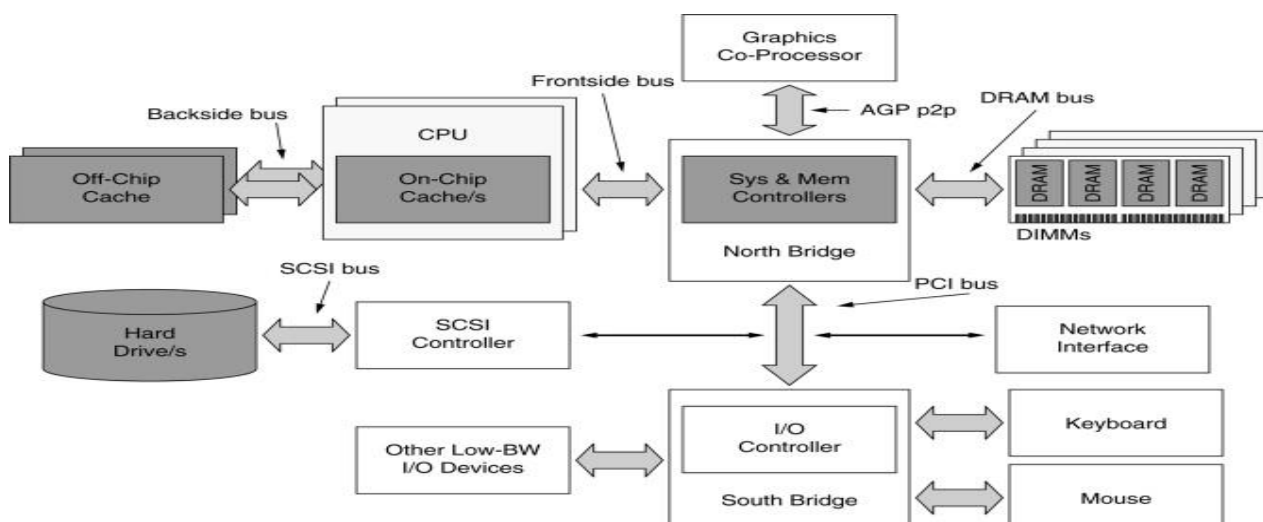 Graphics
Co-Processor
Frontside bus
AGP p2p
DRAM bus
Backside bus
CPU
Off-Chip
Cache
On-Chip
Cache/s
Sys & Mem
Controllers
DRAM
DRAM
DRAM
DRAM
DIMMs
North Bridge
SCSI bus
PCI bus
Hard
Drive/s
SCSI
Controller
Network
Interface
I/O
Controller
Keyboard
Other Low-BW
I/O Devices
South Bridge
Mouse